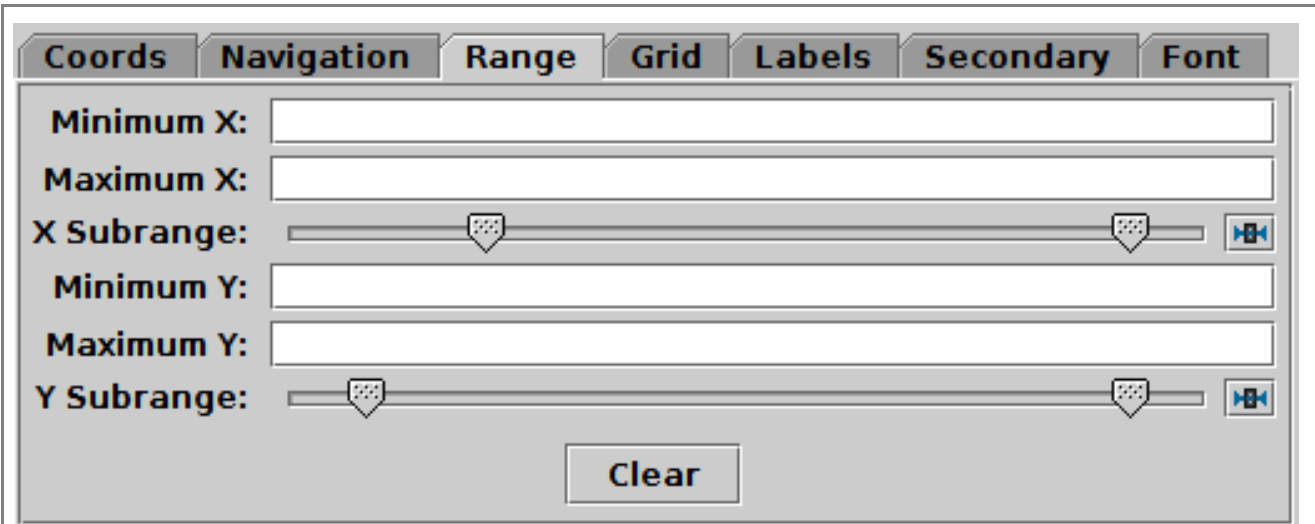 Coords Navigation Range Grid Labels Secondary Font
Minimum X:
Maximum X:
X Subrange:
Minimum Y:
Maximum Y:
Y Subrange:
Clear